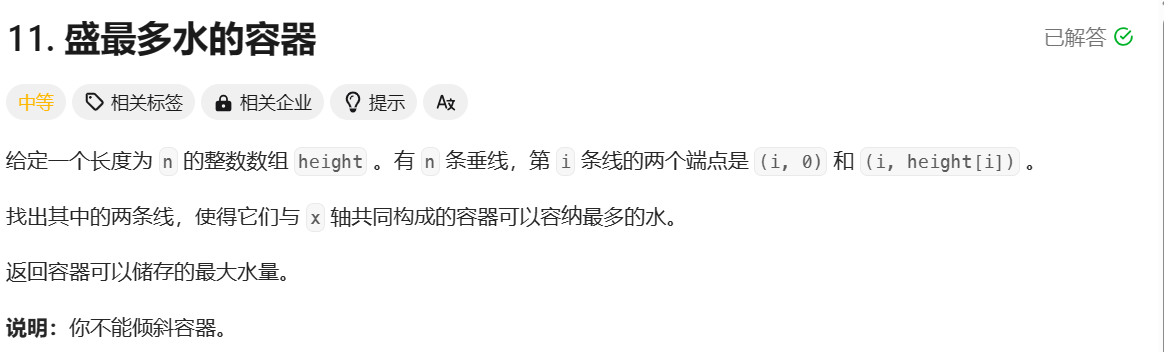 11. 盛最多水的容器
已解答
中等 相关标签 相关企业 提示
给定一个长度为 n 的整数数组 height 。有 n 条垂线，第 i 条线的两个端点是 (i, 0) 和 (i, height[i]) 。
找出其中的两条线，使得它们与 x 轴共同构成的容器可以容纳最多的水。
返回容器可以储存的最大水量。
说明：你不能倾斜容器。